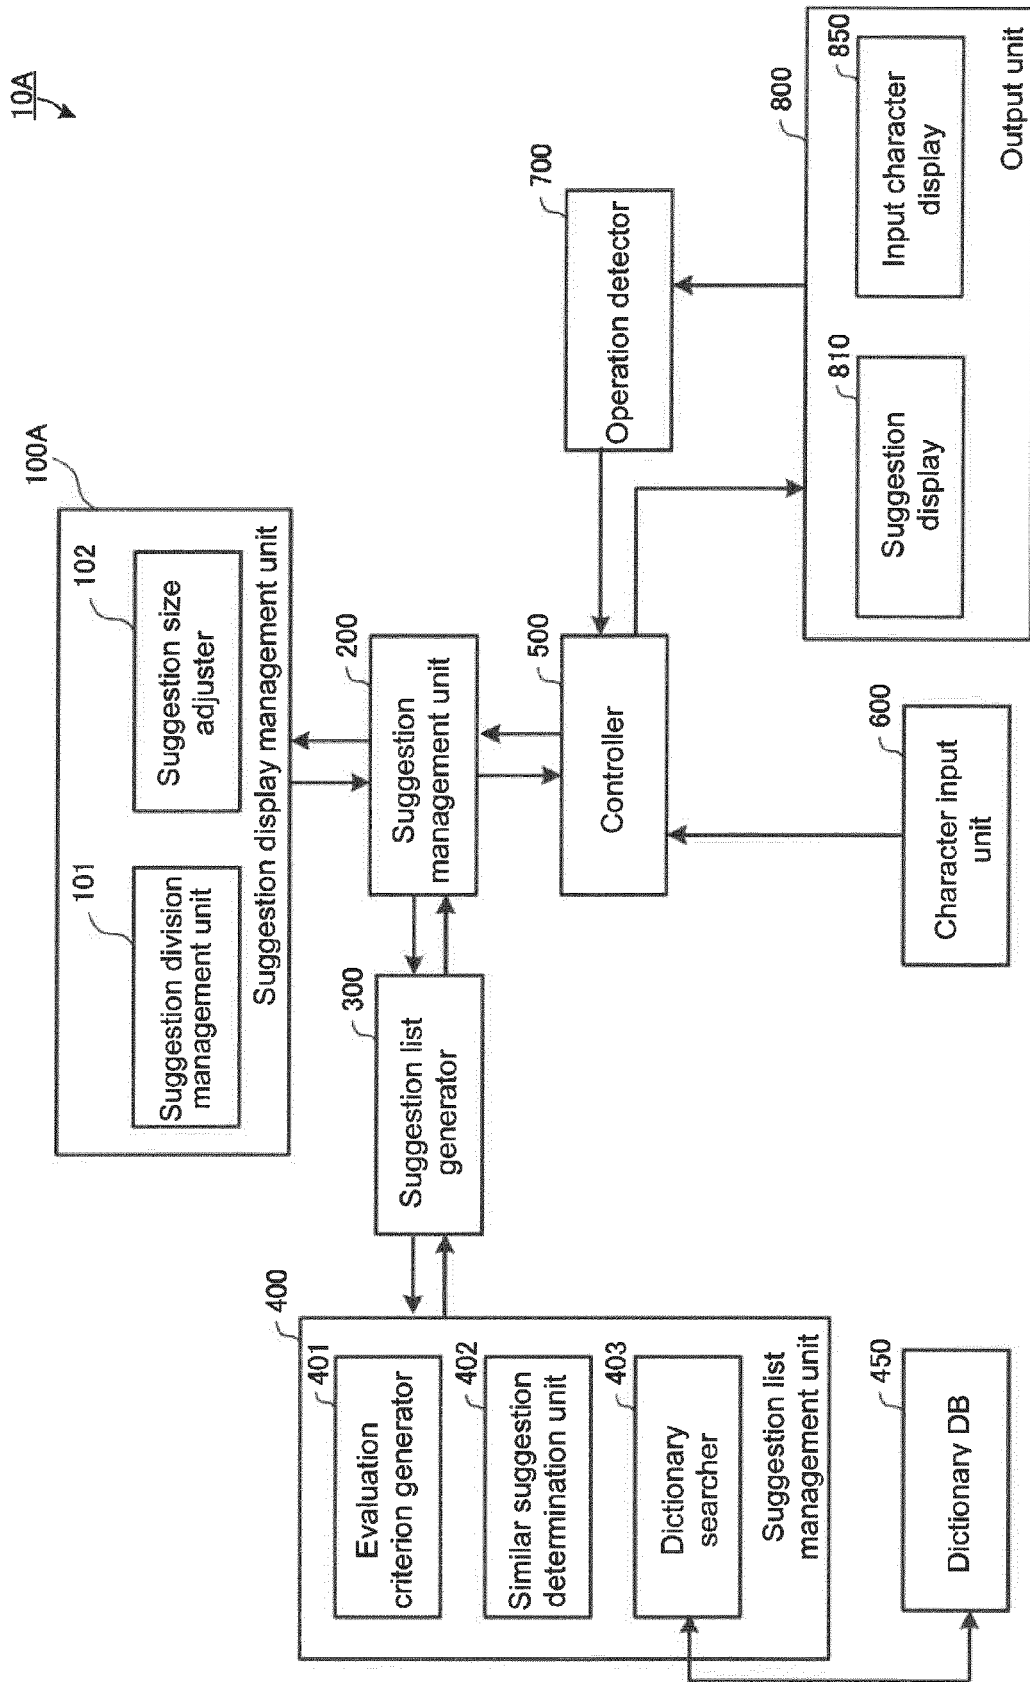 10A
100A
101
Suggestion division
management unit
102
Suggestion size
adjuster
Suggestion display management unit
200
Suggestion
management unit
300
Suggestion list
generator
400
401
Evaluation
criterion generator
402
Similar suggestion
determination unit
403
Dictionary
searcher
Suggestion list
management unit
450
Dictionary DB
500
Controller
600
Character input
unit
700
Operation detector
800
810
Suggestion
display
850
Input character
display
Output unit